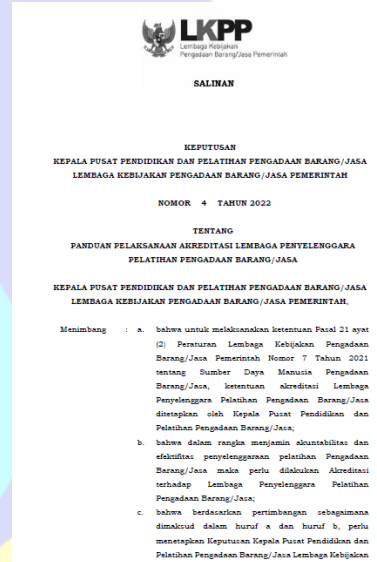 LKPP
Lembaga Kebijakan
Pengadaan Barang/Jasa Pemerintah
SALINAN
KEPUTUSAN
KEPALA PUSAT PENDIDIKAN DAN PELATIHAN PENGADAAN BARANG/JASA
LEMBAGA KEBIJAKAN PENGADAAN BARANG/JASA PEMERINTAH
NOMOR 4 TAHUN 2022
TENTANG
PANDUAN PELAKSANAAN AKREDITASI LEMBAGA PENYELENGGARA
PELATIHAN PENGADAAN BARANG/JASA
KEPALA PUSAT PENDIDIKAN DAN PELATIHAN PENGADAAN BARANG/JASA
LEMBAGA KEBIJAKAN PENGADAAN BARANG/JASA PEMERINTAH,
Menimbang : a. bahwa untuk melaksanakan ketentuan Pasal 21 ayat
(2) Peraturan Lembaga Kebijakan Pengadaan
Barang/Jasa Pemerintah Nomor 7 Tahun 2021
tentang Sumber Daya Manusia Pengadaan
Barang/Jasa, ketentuan akreditasi Lembaga
Penyelenggara Pelatihan Pengadaan Barang/Jasa
ditetapkan oleh Kepala Pusat Pendidikan dan
Pelatihan Pengadaan Barang/Jasa;
b. bahwa dalam rangka menjamin akuntabilitas dan
efektifitas penyelenggaraan pelatihan Pengadaan
Barang/Jasa maka perlu dilakukan Akreditasi
terhadap Lembaga Penyelenggara Pelatihan
Pengadaan Barang/Jasa;
c. bahwa berdasarkan pertimbangan sebagaimana
dimaksud dalam huruf a dan huruf b, perlu
menetapkan Keputusan Kepala Pusat Pendidikan dan
Pelatihan Pengadaan Barang/Jasa Lembaga Kebijakan